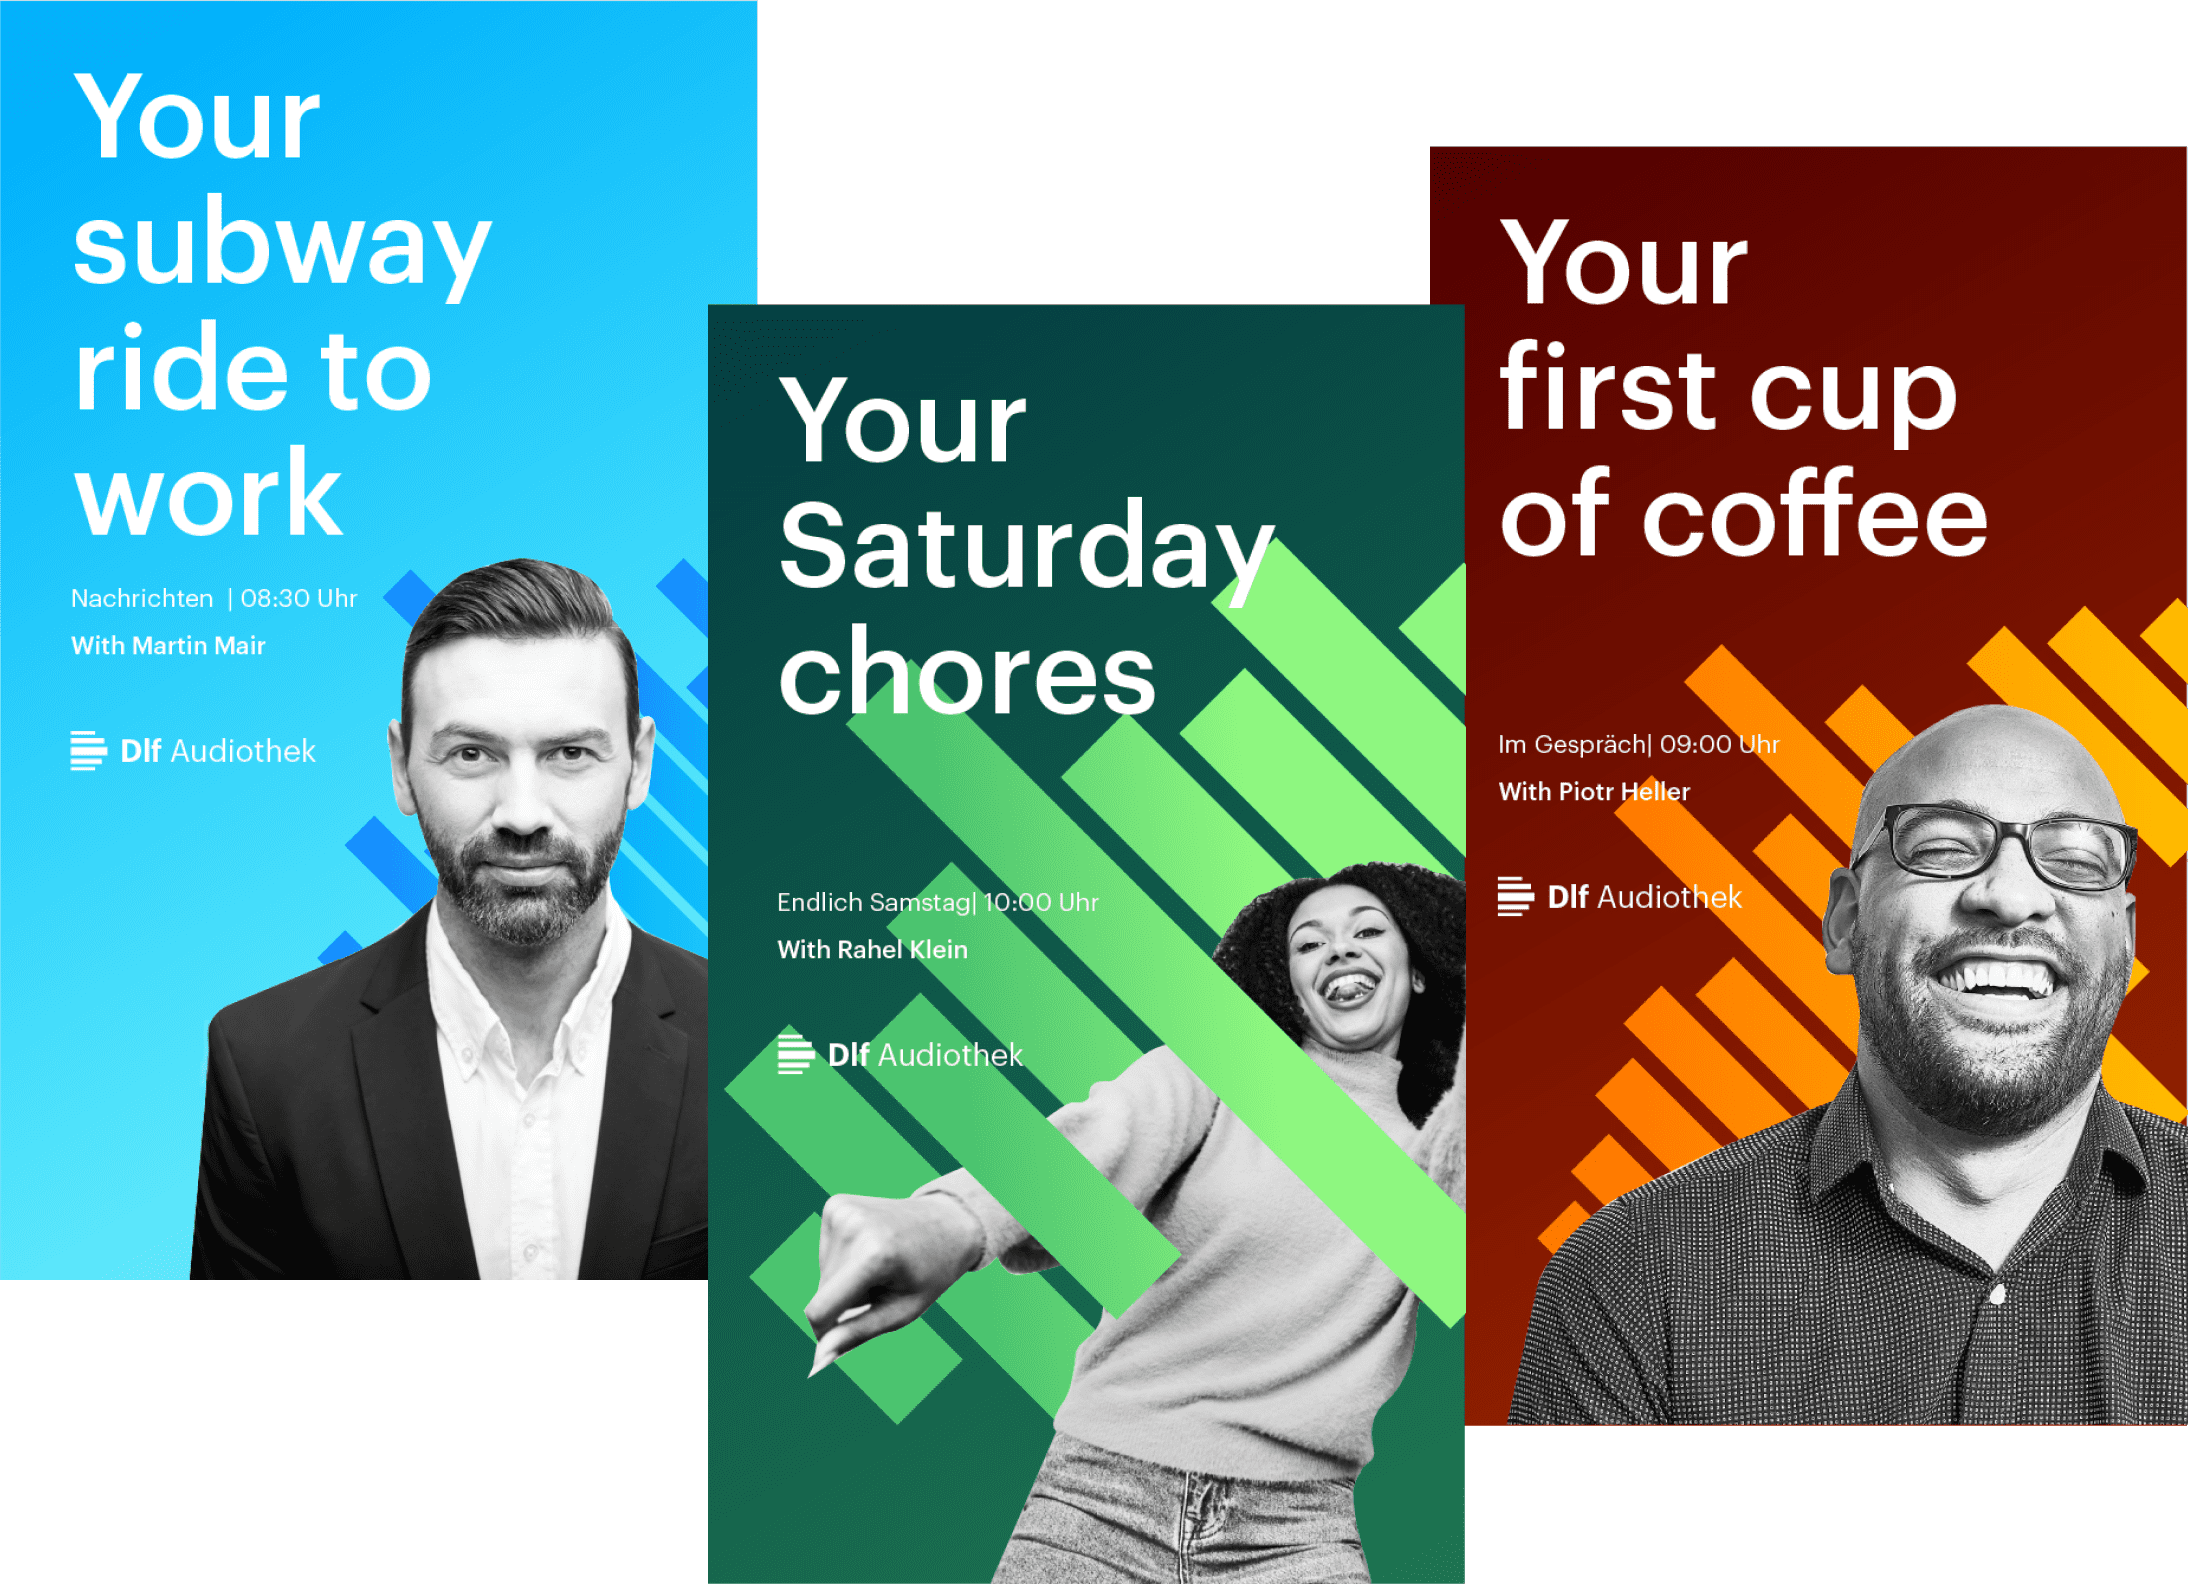 Your
subway
ride to
work
Nachrichten | 08:30 Uhr
With Martin Mair
Dlf Audiothek
Your
Saturday
chores
Endlich Samstag| 10:00 Uhr
With Rahel Klein
Dlf Audiothek
Your
first cup
of coffee
Im Gespräch| 09:00 Uhr
With Piotr Heller
Dlf Audiothek